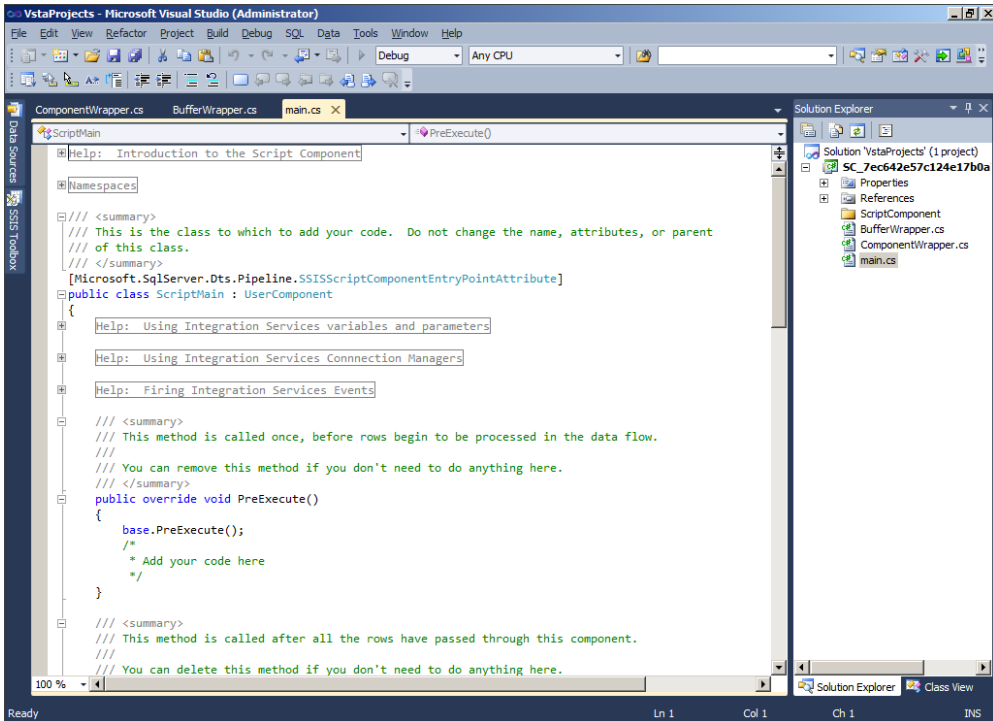 VstaProjects - Microsoft Visual Studio (Administrator)
File Edit View Refactor Project Build Debug SQL Data Tools Window Help
Debug Any CPU
ComponentWrapper.cs BufferWrapper.cs main.cs
ScriptMain PreExecute()
Data Sources
SSIS Toolbox
Help:  Introduction to the Script Component
Namespaces
/// <summary>
/// This is the class to which to add your code.  Do not change the name, attributes, or parent
/// of this class.
/// </summary>
[Microsoft.SqlServer.Dts.Pipeline.SSISScriptComponentEntryPointAttribute]
public class ScriptMain : UserComponent
{
Help:  Using Integration Services variables and parameters
Help:  Using Integration Services Connnection Managers
Help:  Firing Integration Services Events
/// <summary>
/// This method is called once, before rows begin to be processed in the data flow.
///
/// You can remove this method if you don't need to do anything here.
/// </summary>
public override void PreExecute()
{
base.PreExecute();
/*
* Add your code here
*/
}
/// <summary>
/// This method is called after all the rows have passed through this component.
///
/// You can delete this method if you don't need to do anything here.
100 %
Solution Explorer
Solution 'VstaProjects' (1 project)
SC_7ec642e57c124e17b0a
Properties
References
ScriptComponent
BufferWrapper.cs
ComponentWrapper.cs
main.cs
Solution Explorer Class View
Ready Ln 1 Col 1 Ch 1 INS